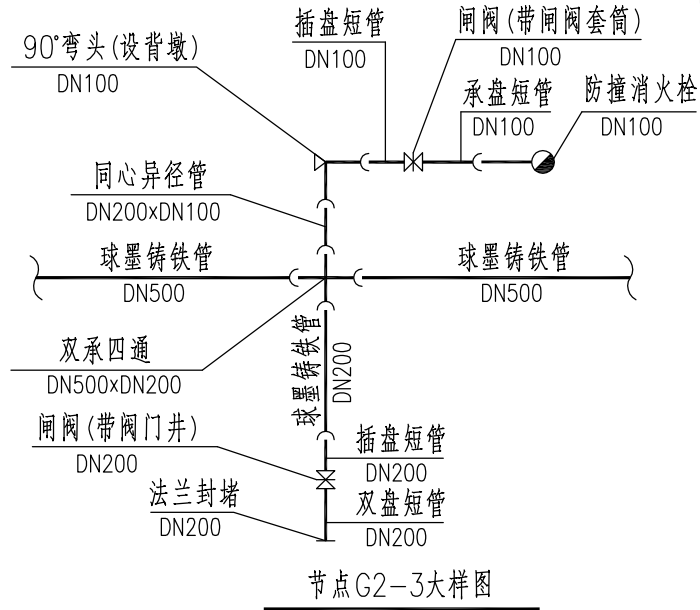 插盘短管
DN100
闸阀(带闸阀套筒)
DN100
90°弯头(设背墩)
DN100
承盘短管
DN100
防撞消火栓
DN100
同心异径管
DN200xDN100
球墨铸铁管
DN500
球墨铸铁管
DN500
双承四通
DN500xDN200
球墨铸铁管
DN200
闸阀(带阀门井)
DN200
插盘短管
DN200
法兰封堵
DN200
双盘短管
DN200
节点G2-3大样图